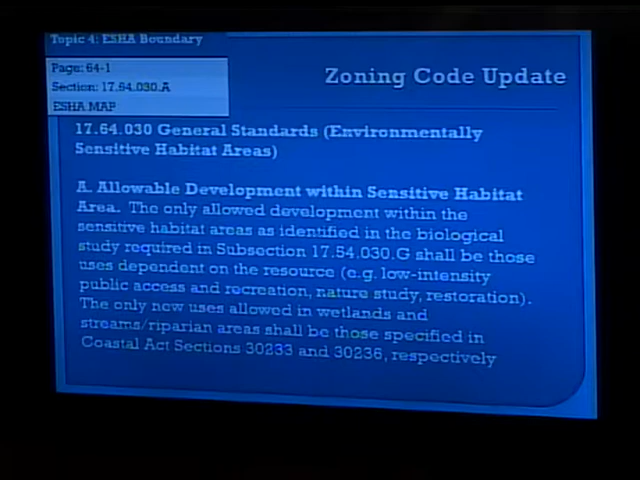 Topic 4: ESHA Boundary
Page: 64-1
Section: 17.54.030.A
ESHA MAP
Zoning Code Update
17.64.030 General Standards (Environmentally
Sensitive Habitat Areas)
A. Allowable Development within Sensitive Habitat
Area. The only allowed development within the
sensitive habitat areas as identified in the biological
study required in Subsection 17.54.030.G shall be those
uses dependent on the resource (e.g. low-intensity
public access and recreation, nature study, restoration).
The only new uses allowed in wetlands and
streams/riparian areas shall be those specified in
Coastal Act Sections 30233 and 30236, respectively